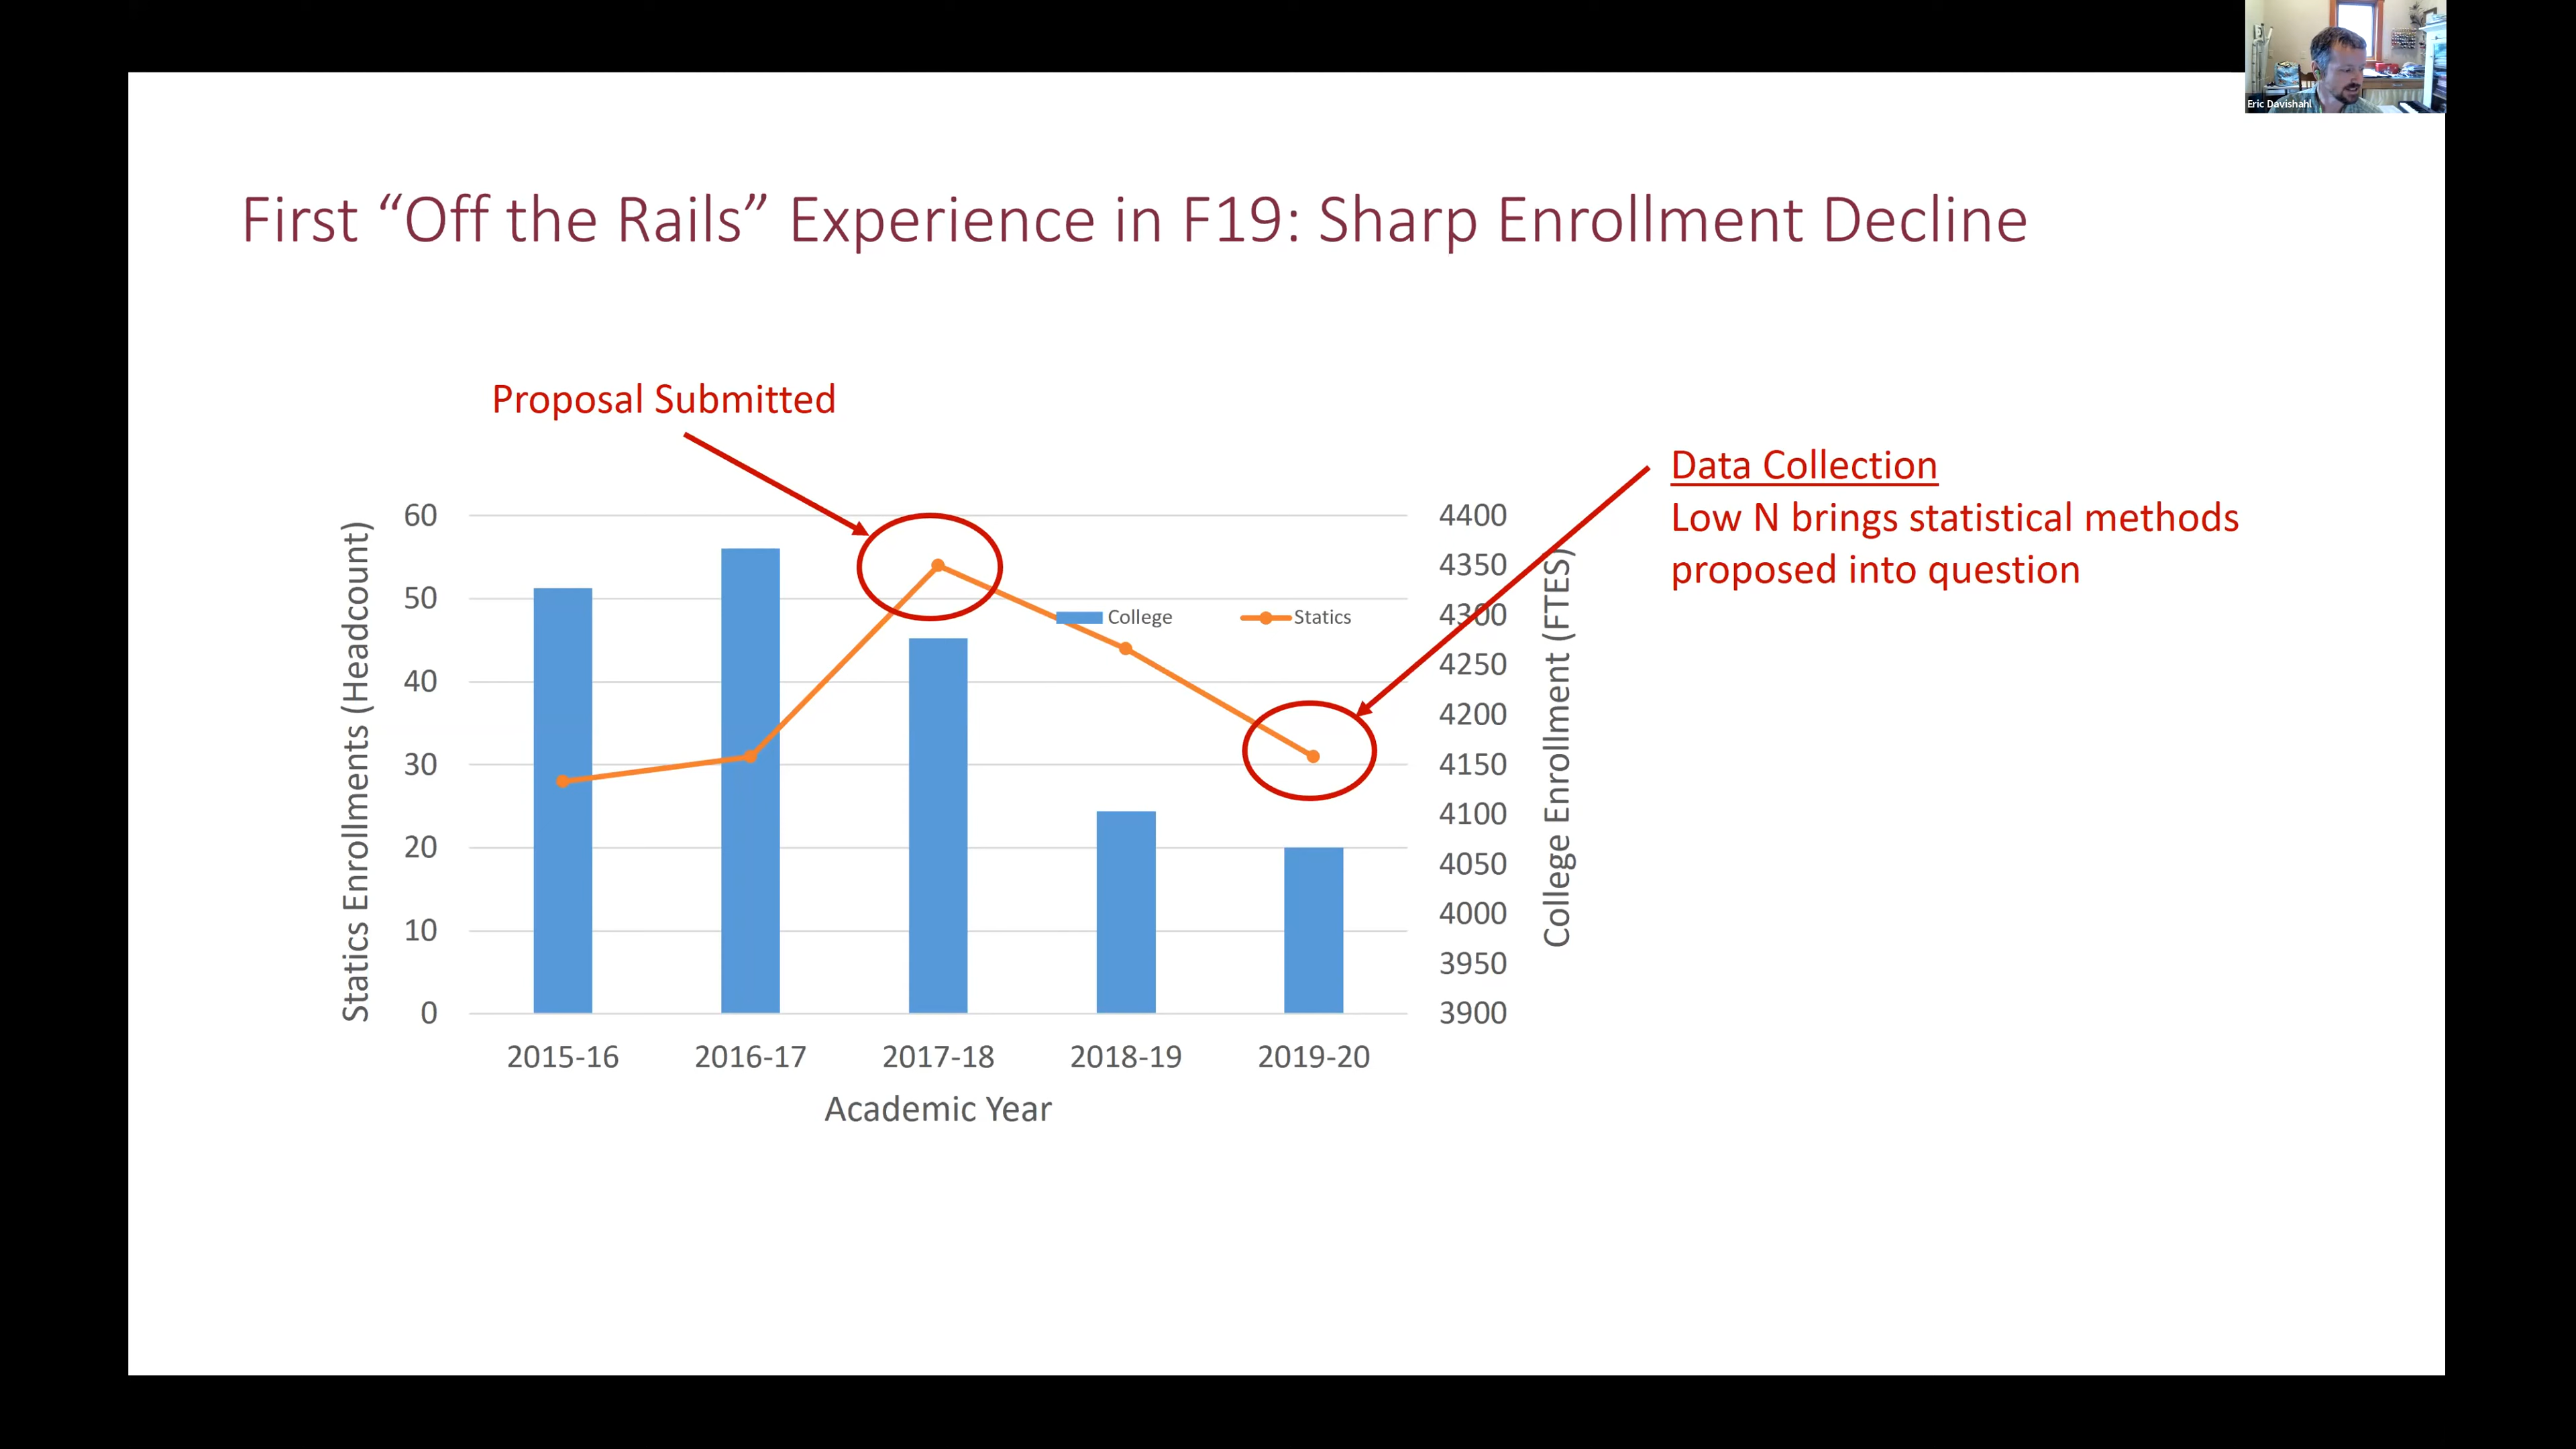 Eric Davishahl
First “Off the Rails” Experience in F19: Sharp Enrollment Decline
Proposal Submitted
Data Collection
Low N brings statistical methods
proposed into question
Statics Enrollments (Headcount)
60
50
40
30
20
10
0
College
Statics
4400
4350
4300
4250
4200
4150
4100
4050
4000
3950
3900
College Enrollment (FTES)
2015-16
2016-17
2017-18
2018-19
2019-20
Academic Year